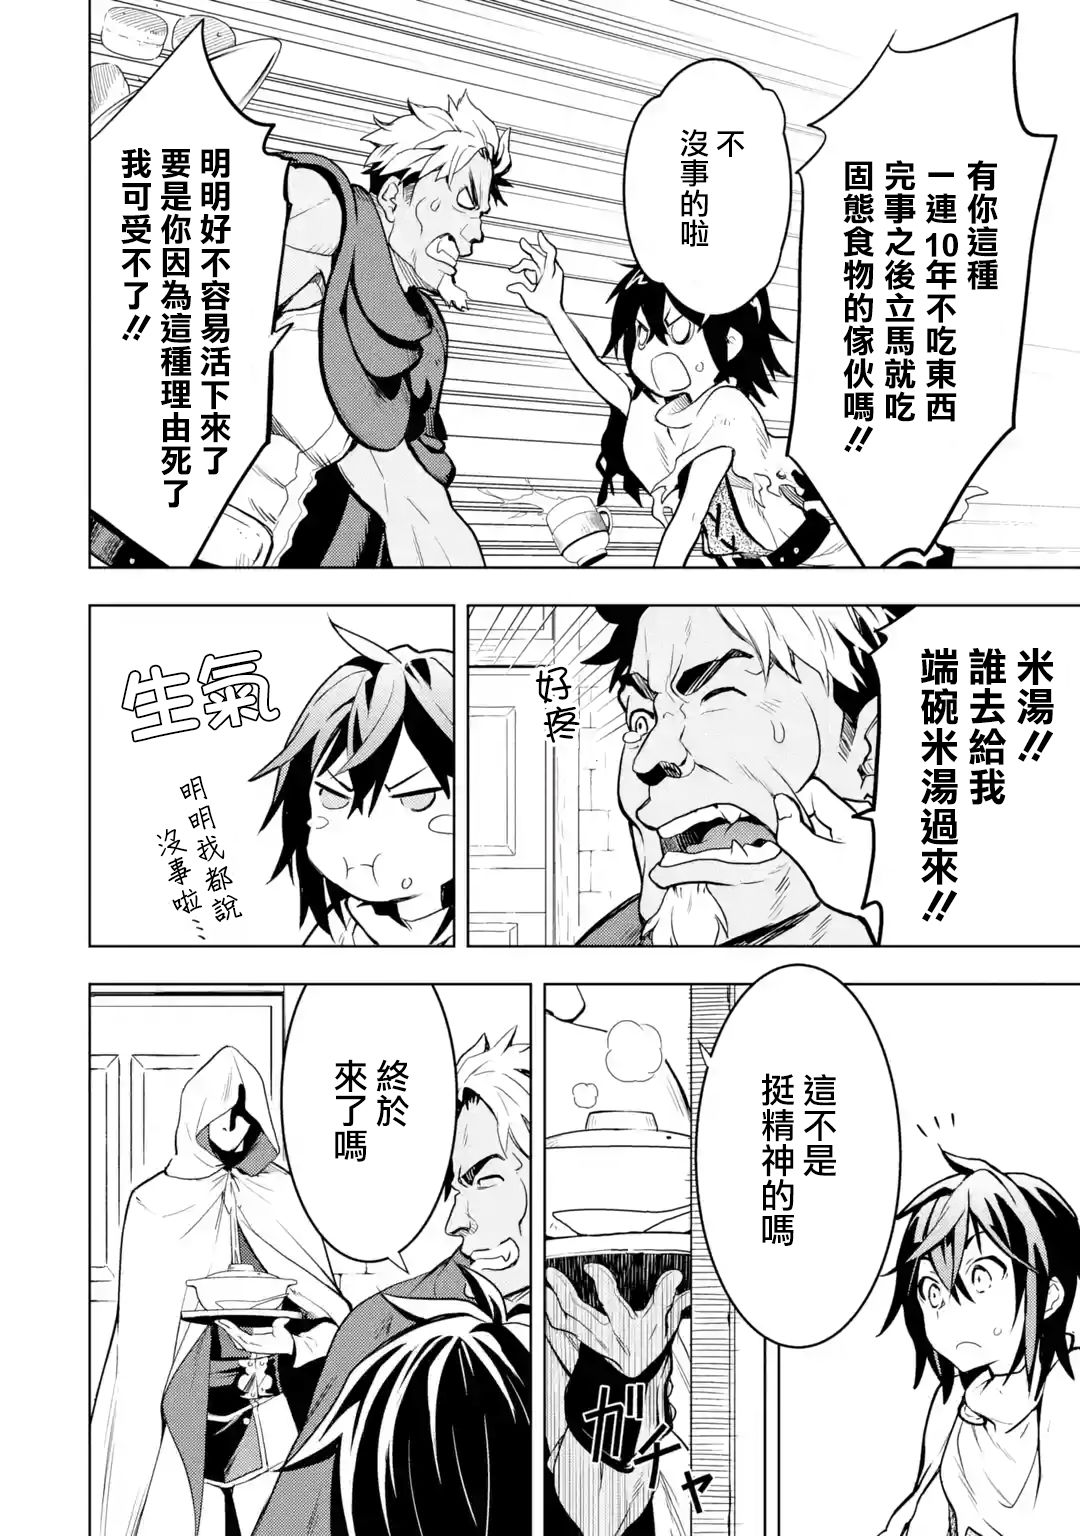 有你這種
一連10年不吃東西
完事之後立馬就吃
固態食物的傢伙嗎!!
不
沒事的啦
明明好不容易活下來了
要是你因為這種理由死了
我可受不了!!
米湯!!
誰去給我
端碗米湯過來!!
好疼
生氣
明明我都說
沒事啦…
這不是
挺精神的嗎
ガチャ
終於
來了嗎